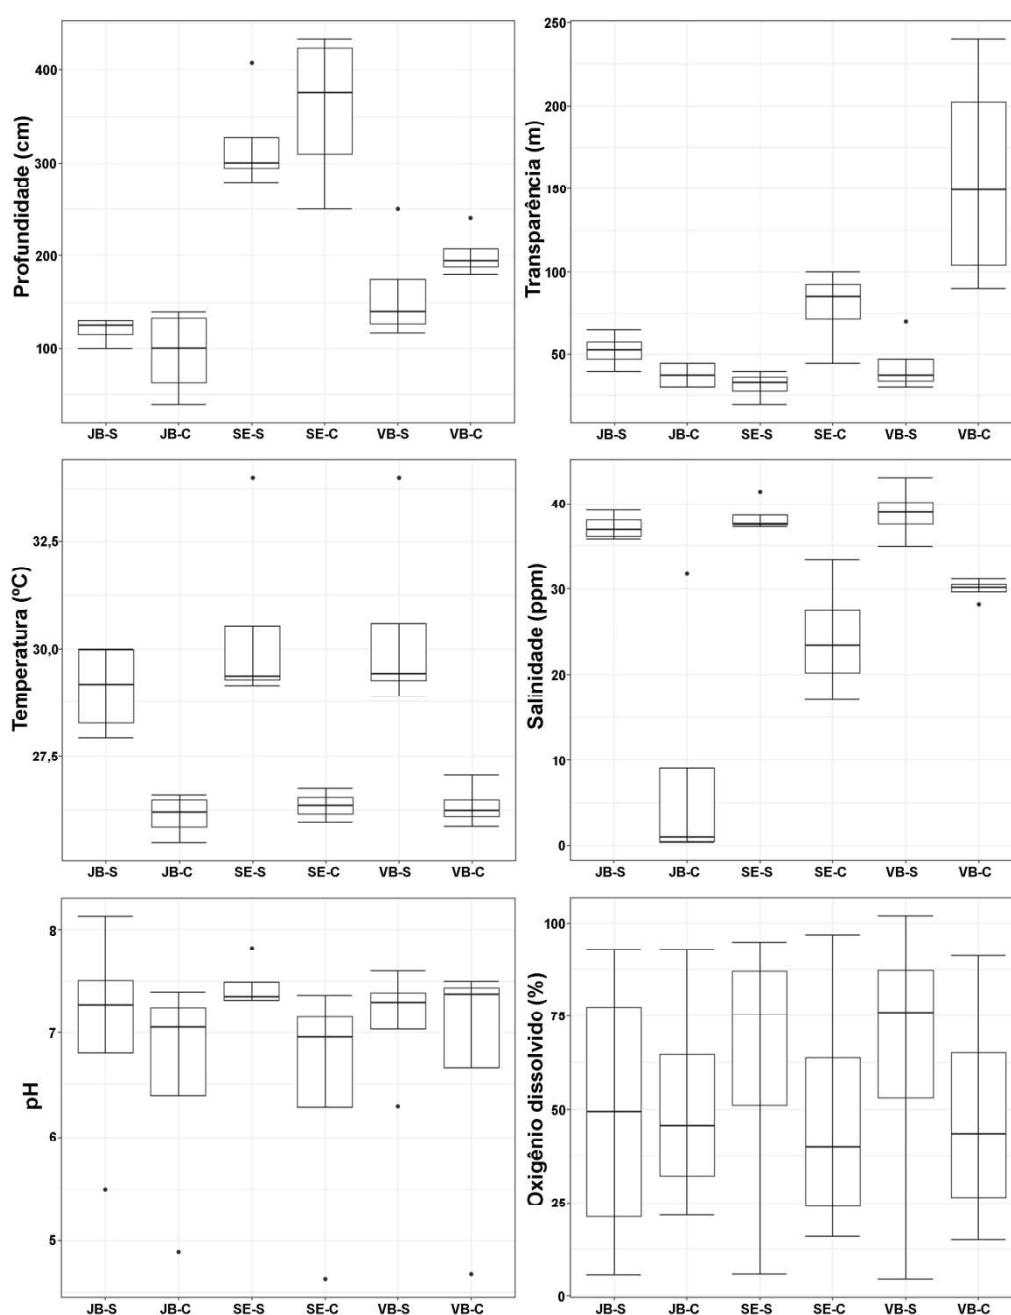 Profundidade (cm)
400
300
200
100
JB-S JB-C SE-S SE-C VB-S VB-C
Transparência (m)
250
200
150
100
50
JB-S JB-C SE-S SE-C VB-S VB-C
Temperatura (ºC)
32,5
30,0
27,5
JB-S JB-C SE-S SE-C VB-S VB-C
Salinidade (ppm)
40
30
20
10
0
JB-S JB-C SE-S SE-C VB-S VB-C
pH
8
7
6
5
JB-S JB-C SE-S SE-C VB-S VB-C
Oxigênio dissolvido (%)
100
75
50
25
0
JB-S JB-C SE-S SE-C VB-S VB-C